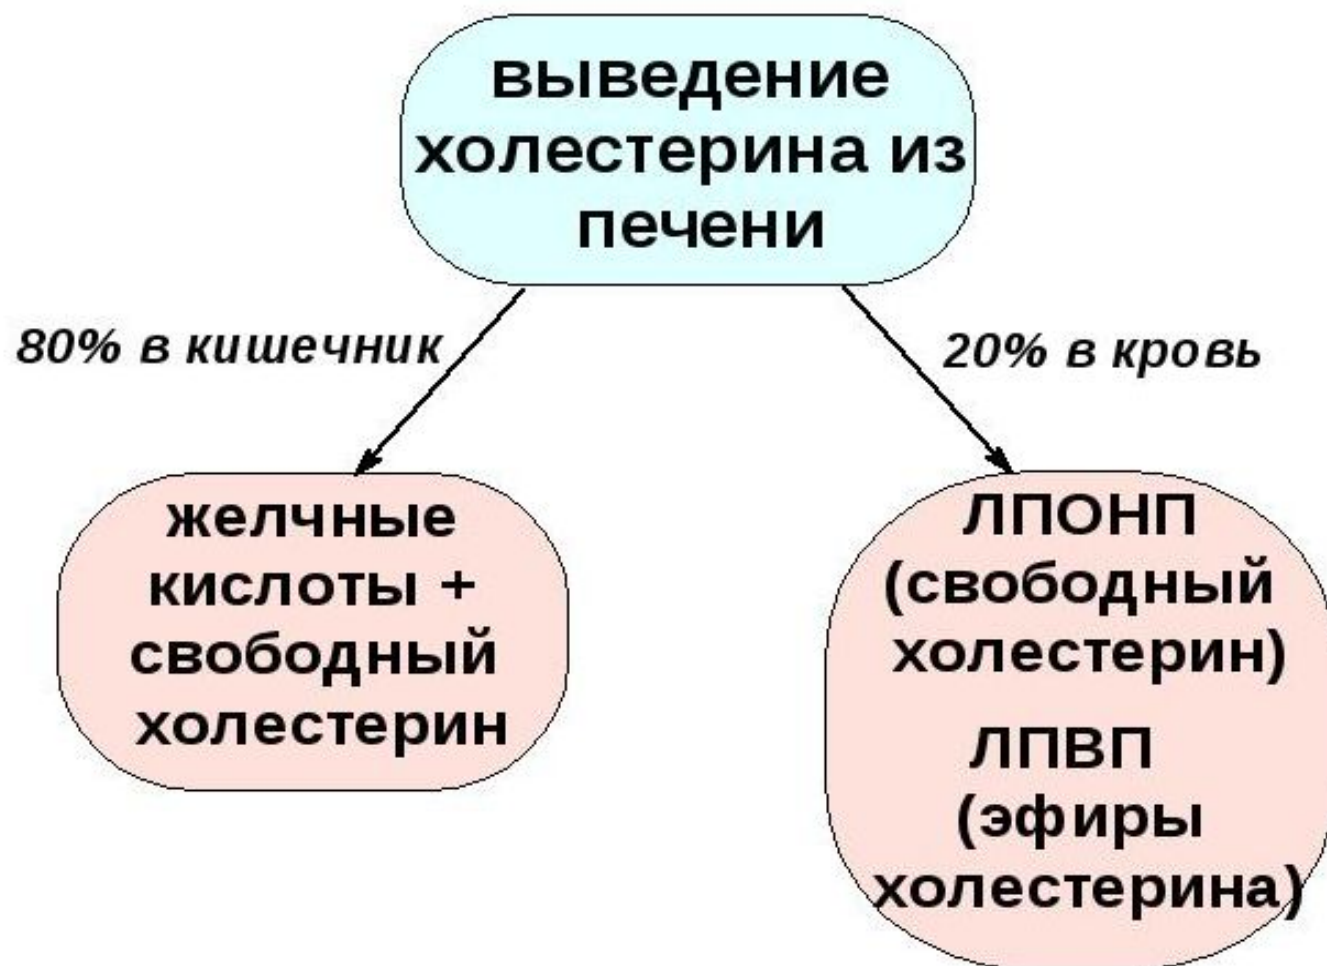 выведение
холестерина из
печени
80% в кишечник
20% в кровь
желчные
кислоты +
свободный
холестерин
ЛПОНП
(свободный
холестерин)
ЛПВП
(эфиры
холестерина)